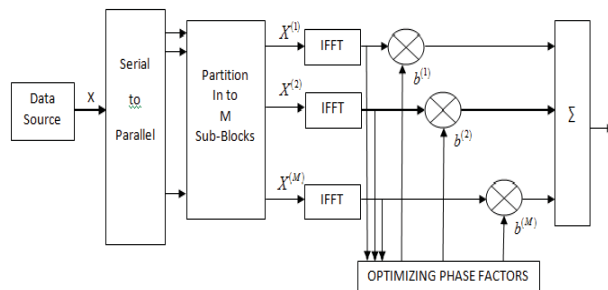 Data
Source
X
Serial
to
Parallel
Partition
In to
M
Sub-Blocks
X^(1)
IFFT
b^(1)
X^(2)
IFFT
b^(2)
X^(M)
IFFT
b^(M)
Σ
OPTIMIZING PHASE FACTORS